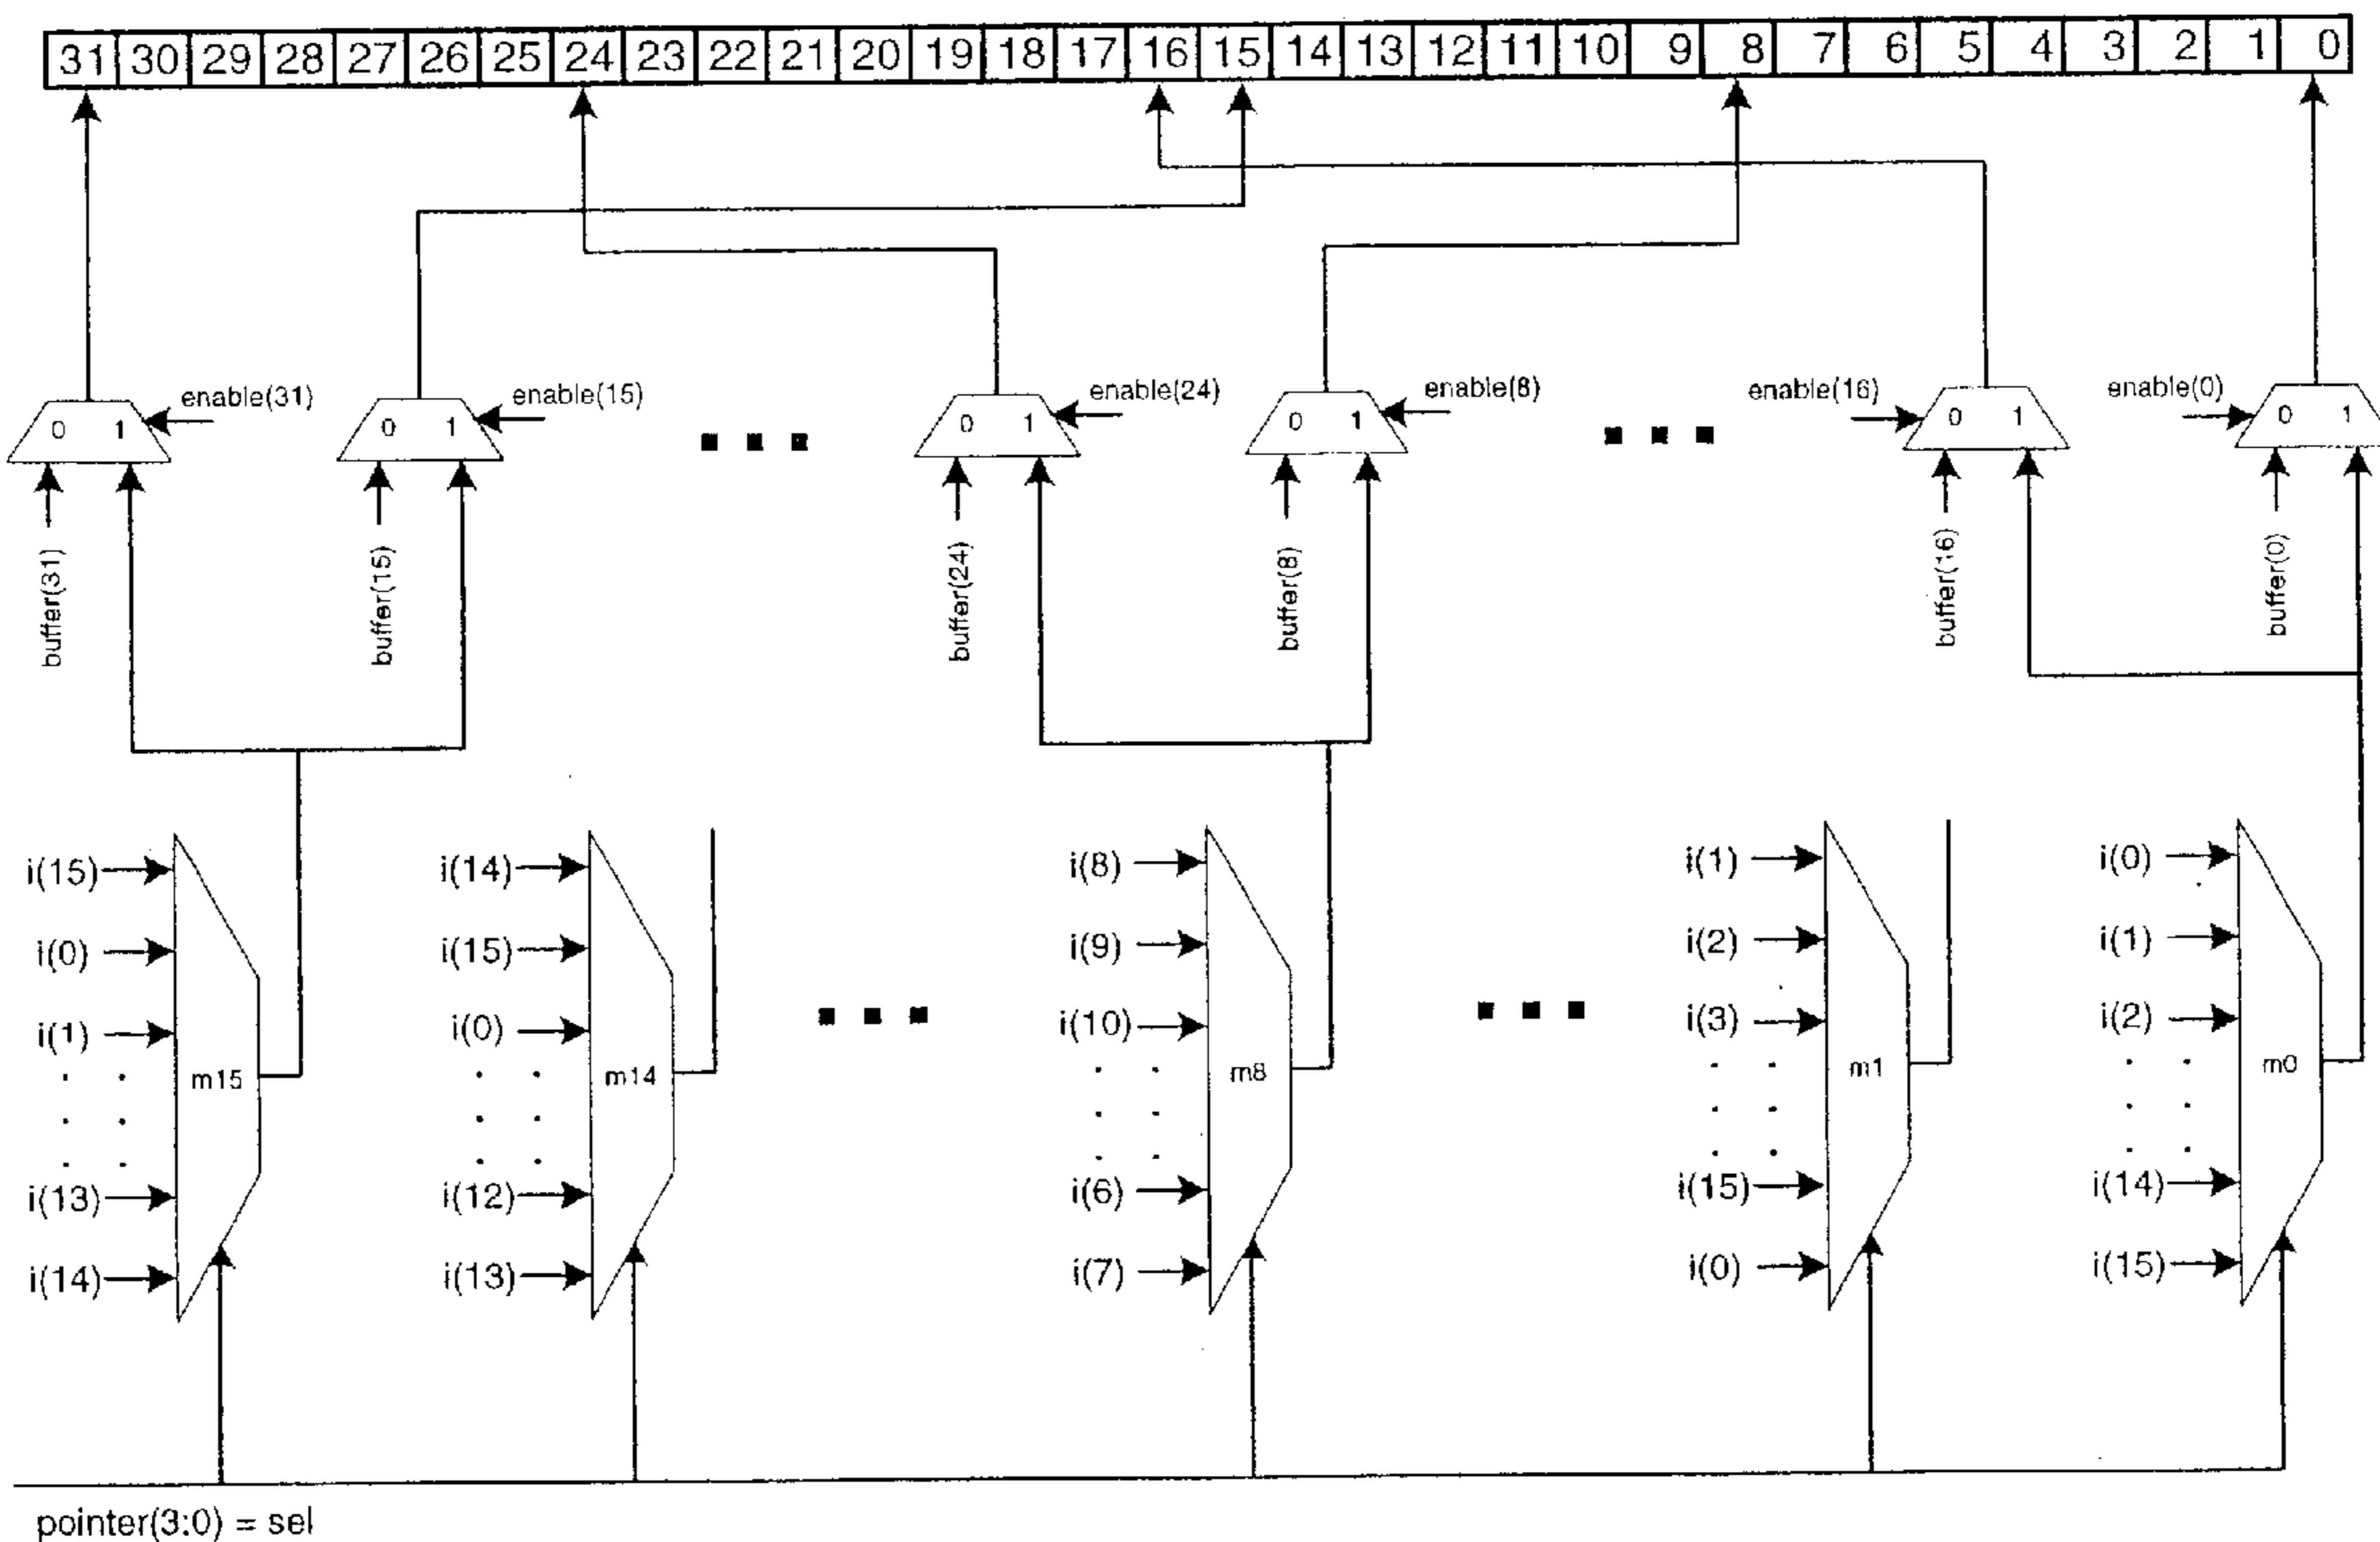 31 30 29 28 27 26 25 24 23 22 21 20 19 18 17 16 15 14 13 12 11 10 9 8 7 6 5 4 3 2 1 0
enable(31) enable(15) enable(24) enable(8) enable(16) enable(0)
0 1 0 1 0 1 0 1 0 1 0 1
buffer(31) buffer(15) buffer(24) buffer(8) buffer(16) buffer(0)
i(15) i(14) i(8) i(1) i(0)
i(0) i(15) i(9) i(2) i(1)
i(1) i(0) i(10) i(3) i(2)
m15 m14 m8 m1 m0
i(13) i(12) i(6) i(15) i(14)
i(14) i(13) i(7) i(0) i(15)
pointer(3:0) = sel